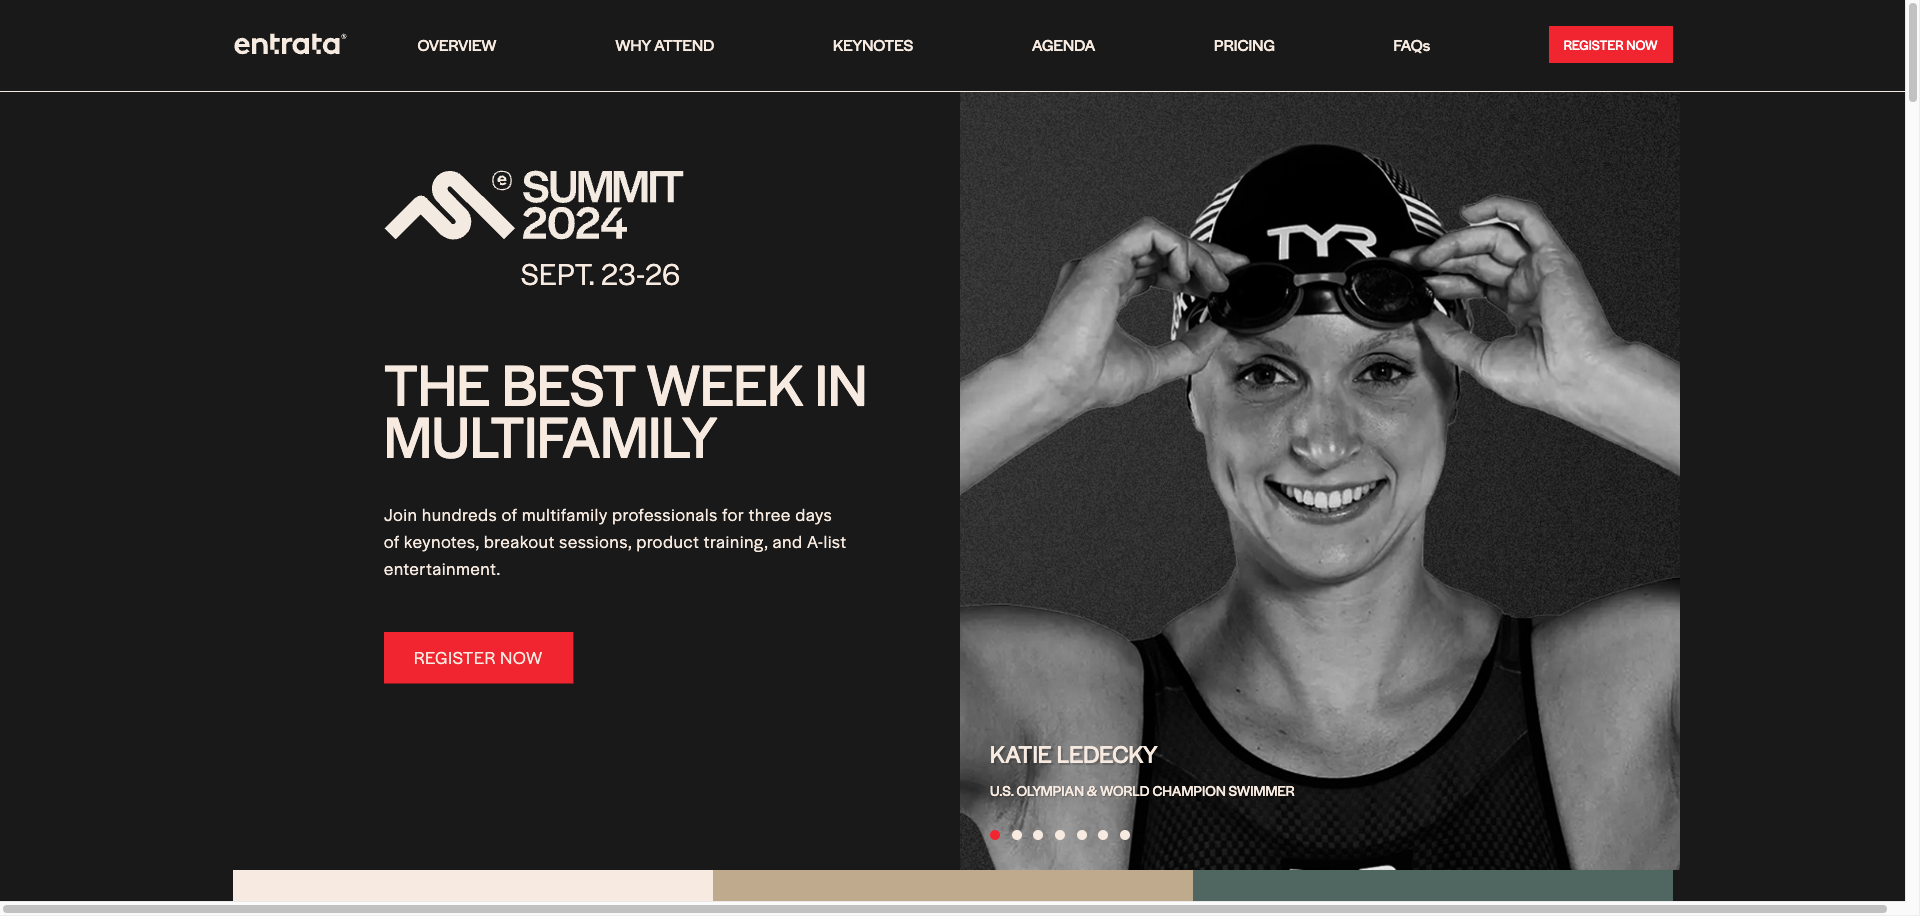 entrata®
OVERVIEW
WHY ATTEND
KEYNOTES
AGENDA
PRICING
FAQs
REGISTER NOW
e SUMMIT
2024
SEPT. 23-26
THE BEST WEEK IN
MULTIFAMILY
Join hundreds of multifamily professionals for three days
of keynotes, breakout sessions, product training, and A-list
entertainment.
REGISTER NOW
TYR
KATIE LEDECKY
U.S. OLYMPIAN & WORLD CHAMPION SWIMMER